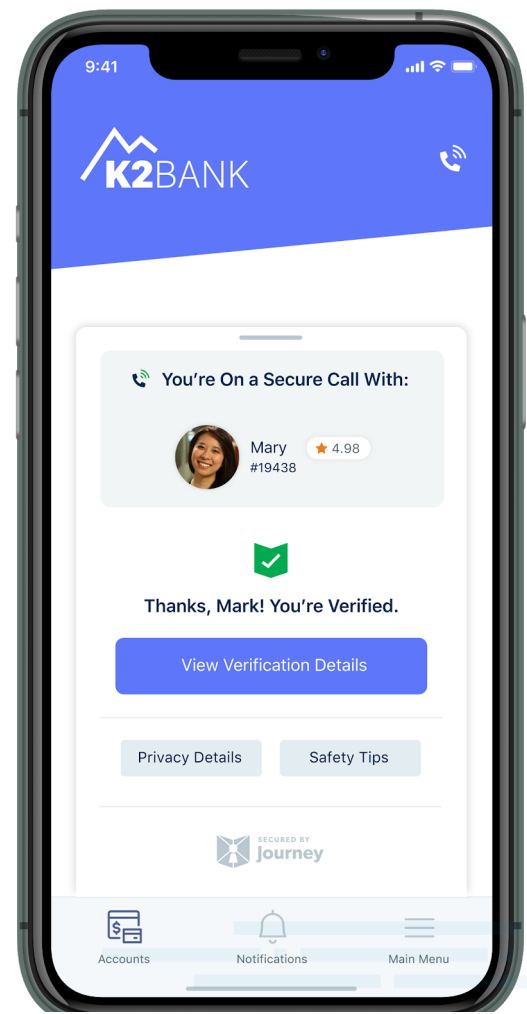 9:41
K2BANK
You're On a Secure Call With:
Mary
4.98
#19438
Thanks, Mark! You're Verified.
View Verification Details
Privacy Details
Safety Tips
SECURED BY
Journey
$
Accounts
Notifications
Main Menu